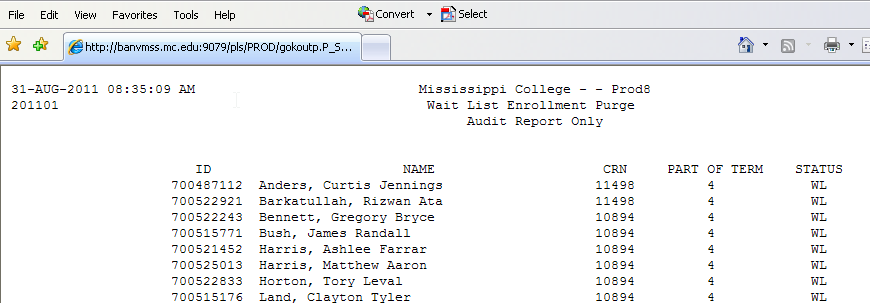 File View Favorites Tools Help Convert Select
http://banvmss.mc.edu:9079/pls/PROD/gokoutp.P_S...
31-AUG-2011 08:35:09 AM Mississippi College - - Prod8
201101 Wait List Enrollment Purge
Audit Report Only
ID NAME CRN PART OF TERM STATUS
700487112 Anders, Curtis Jennings 11498 4 WL
700522921 Barkatullah, Rizwan Ata 11498 4 WL
700522243 Bennett, Gregory Bryce 10894 4 WL
700515771 Bush, James Randall 10894 4 WL
700521452 Harris, Ashlee Farrar 10894 4 WL
700525013 Harris, Matthew Aaron 10894 4 WL
700522833 Horton, Tory Leval 10894 4 WL
700515176 Land, Clayton Tyler 10894 4 WL